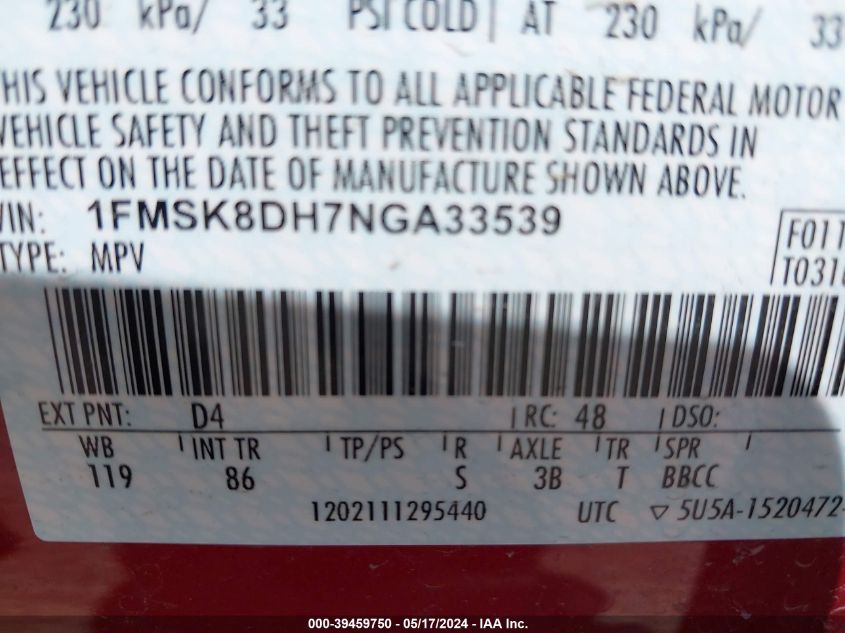 230 kPa/ 33 PSI COLD AT 230 kPa/ 33
THIS VEHICLE CONFORMS TO ALL APPLICABLE FEDERAL MOTOR
VEHICLE SAFETY AND THEFT PREVENTION STANDARDS IN
EFFECT ON THE DATE OF MANUFACTURE SHOWN ABOVE.
VIN: 1FMSK8DH7NGA33539
F011
TYPE: MPV
T0316
EXT PNT: D4 RC: 48 DSO:
WB INT TR TP/PS R AXLE TR SPR
119 86 S 3B T BBCC
1202111295440 UTC ▽ 5U5A-1520472-
000-39459750 - 05/17/2024 - IAA Inc.